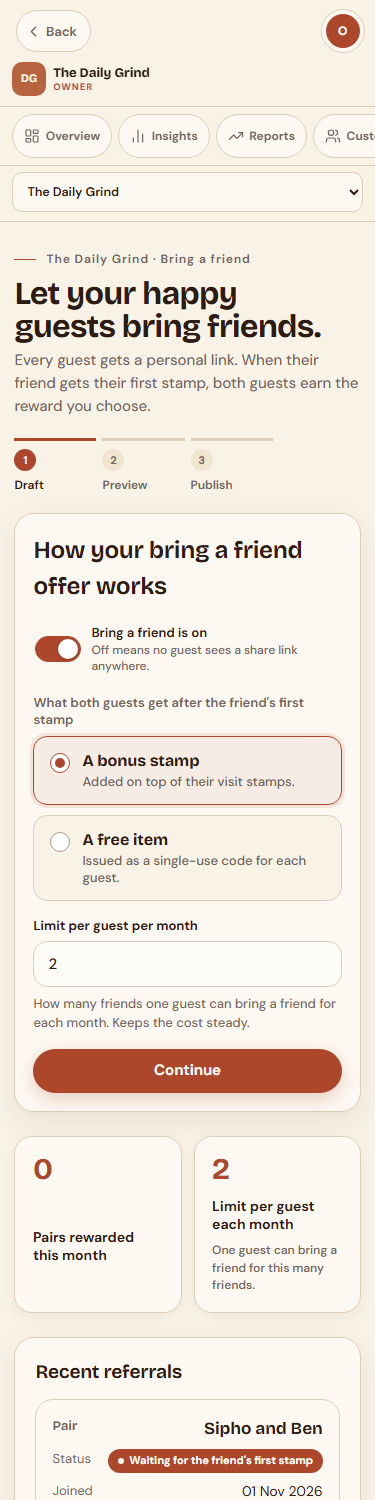 Back
O
DG
The Daily Grind
OWNER
Overview
Insights
Reports
The Daily Grind
The Daily Grind · Bring a friend
Let your happy
guests bring friends.
Every guest gets a personal link. When their
friend gets their first stamp, both guests earn the
reward you choose.
1
2
3
Draft
Preview
Publish
How your bring a friend
offer works
Bring a friend is on
Off means no guest sees a share link
anywhere.
What both guests get after the friend's first
stamp
A bonus stamp
Added on top of their visit stamps.
A free item
Issued as a single-use code for each
guest.
Limit per guest per month
2
How many friends one guest can bring a friend for
each month. Keeps the cost steady.
Continue
0
Pairs rewarded
this month
2
Limit per guest
each month
One guest can bring a
friend for this many
friends.
Recent referrals
Pair
Sipho and Ben
Status
Waiting for the friend's first stamp
Joined
01 Nov 2026